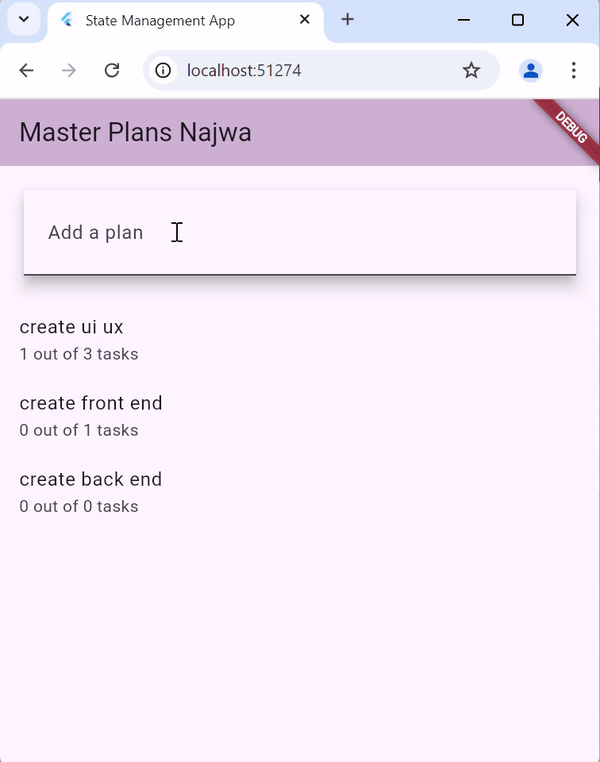 State Management App
localhost:51274
Master Plans Najwa
DEBUG
Add a plan
create ui ux
1 out of 3 tasks
create front end
0 out of 1 tasks
create back end
0 out of 0 tasks